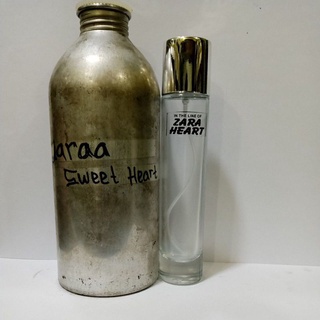 zaraa
Sweet Heart
IN THE LINE OF
ZARA
HEART